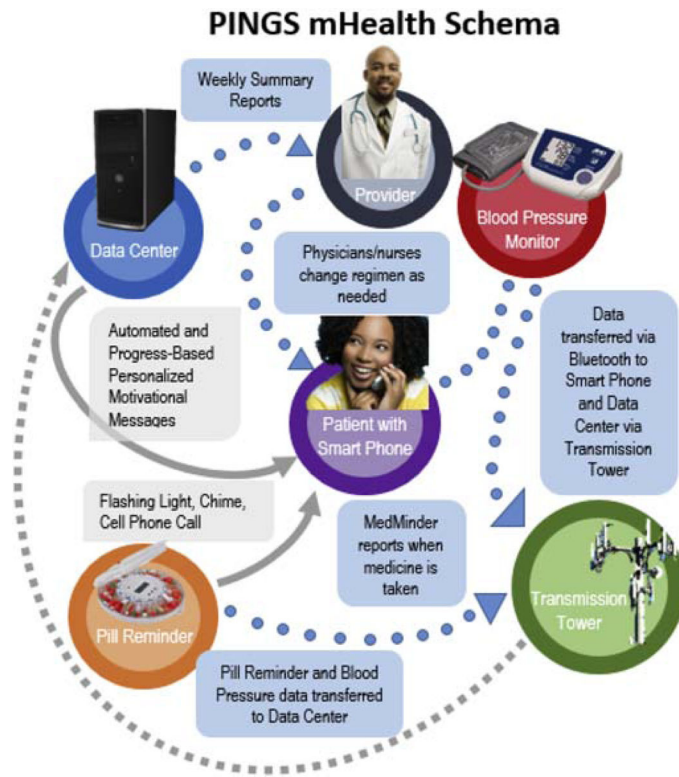 PINGS mHealth Schema
Weekly Summary
Reports
Provider
Data Center
Blood Pressure
Monitor
Physicians/nurses
change regimen as
needed
Automated and
Progress-Based
Personalized
Motivational
Messages
Data
transferred via
Bluetooth to
Smart Phone
and Data
Center via
Transmission
Tower
Patient with
Smart Phone
Flashing Light, Chime,
Cell Phone Call
MedMinder
reports when
medicine is
taken
Pill Reminder
Transmission
Tower
Pill Reminder and Blood
Pressure data transferred
to Data Center